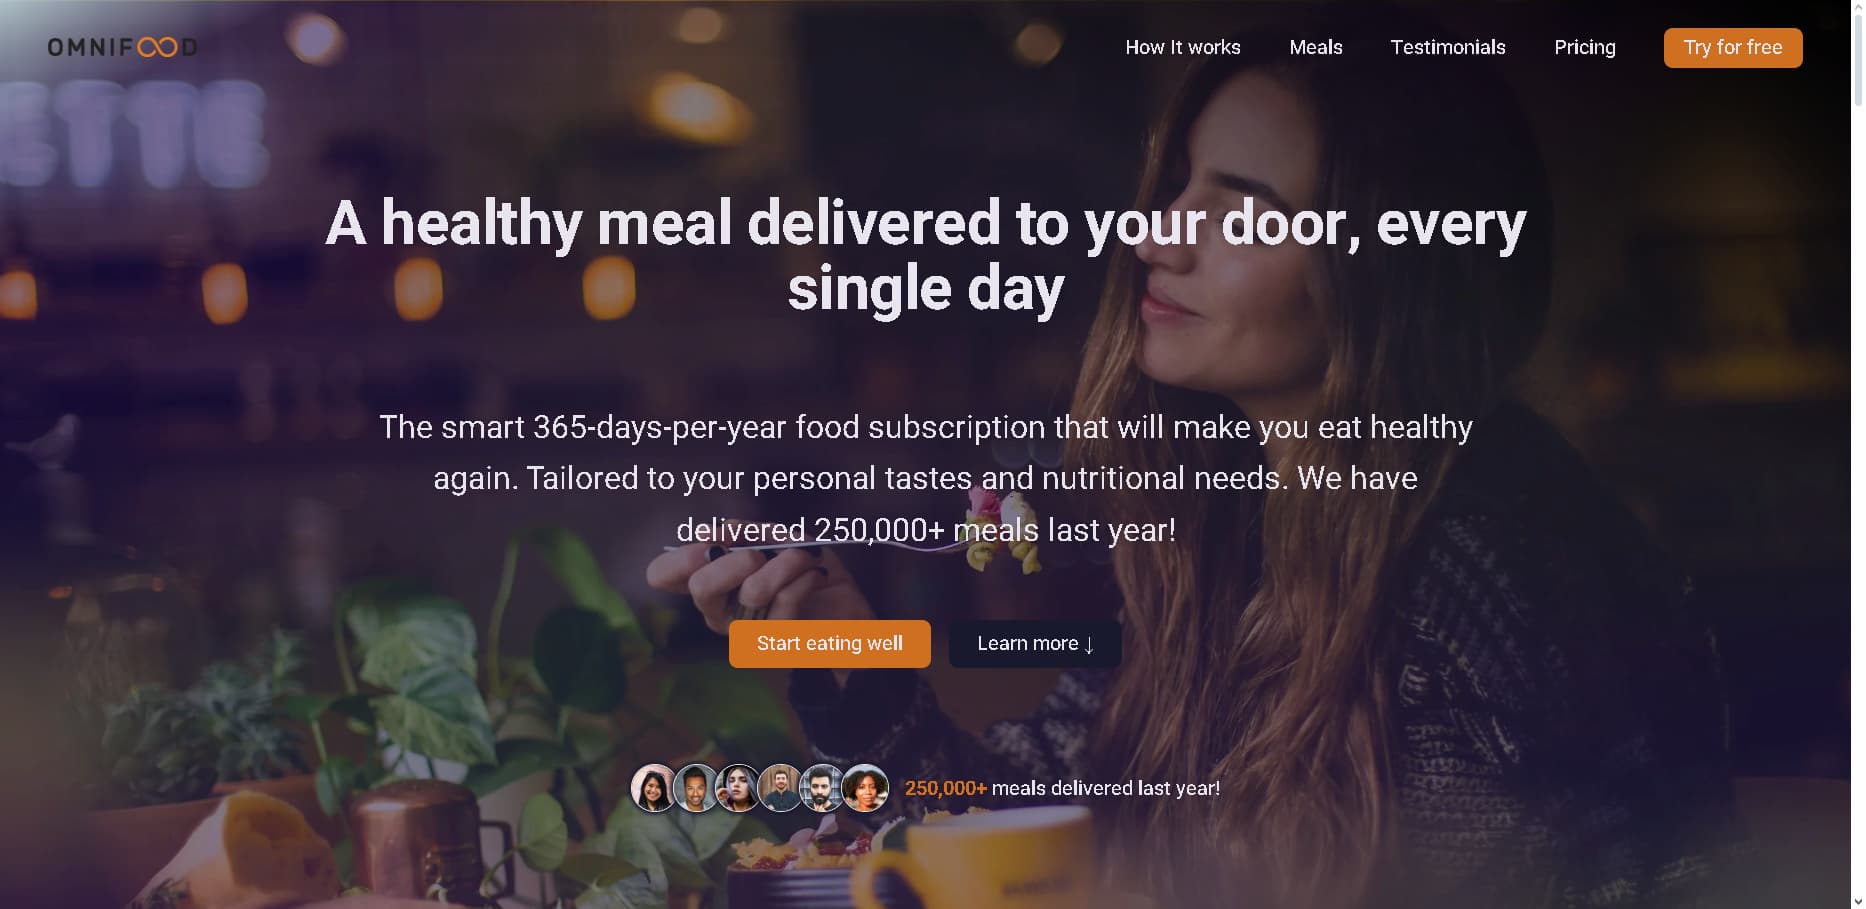 OMNIFOOD
How It works
Meals
Testimonials
Pricing
Try for free
ETTE
A healthy meal delivered to your door, every
single day
The smart 365-days-per-year food subscription that will make you eat healthy
again. Tailored to your personal tastes and nutritional needs. We have
delivered 250,000+ meals last year!
Start eating well
Learn more ↓
250,000+ meals delivered last year!